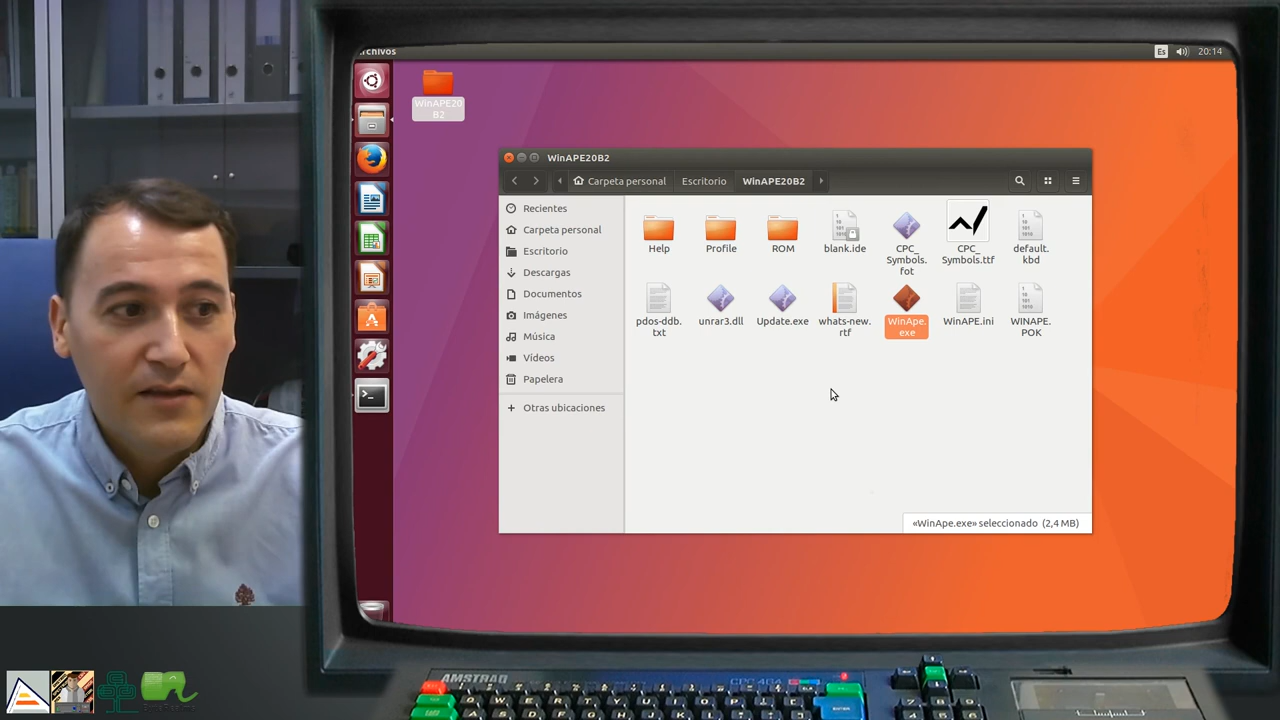 Archivos
Es
20:14
WinAPE20
B2
WinAPE20B2
Carpeta personal
Escritorio
WinAPE20B2
Recientes
Carpeta personal
Escritorio
Descargas
Documentos
Imágenes
Música
Vídeos
Papelera
Otras ubicaciones
Help
Profile
ROM
blank.ide
CPC_
Symbols.
fot
CPC_
Symbols.ttf
default.
kbd
pdos-ddb.
txt
unrar3.dll
Update.exe
whats-new.
rtf
WinApe.
exe
WinAPE.ini
WINAPE.
POK
«WinApe.exe» seleccionado (2,4 MB)
AMSTRAD
CPC 464